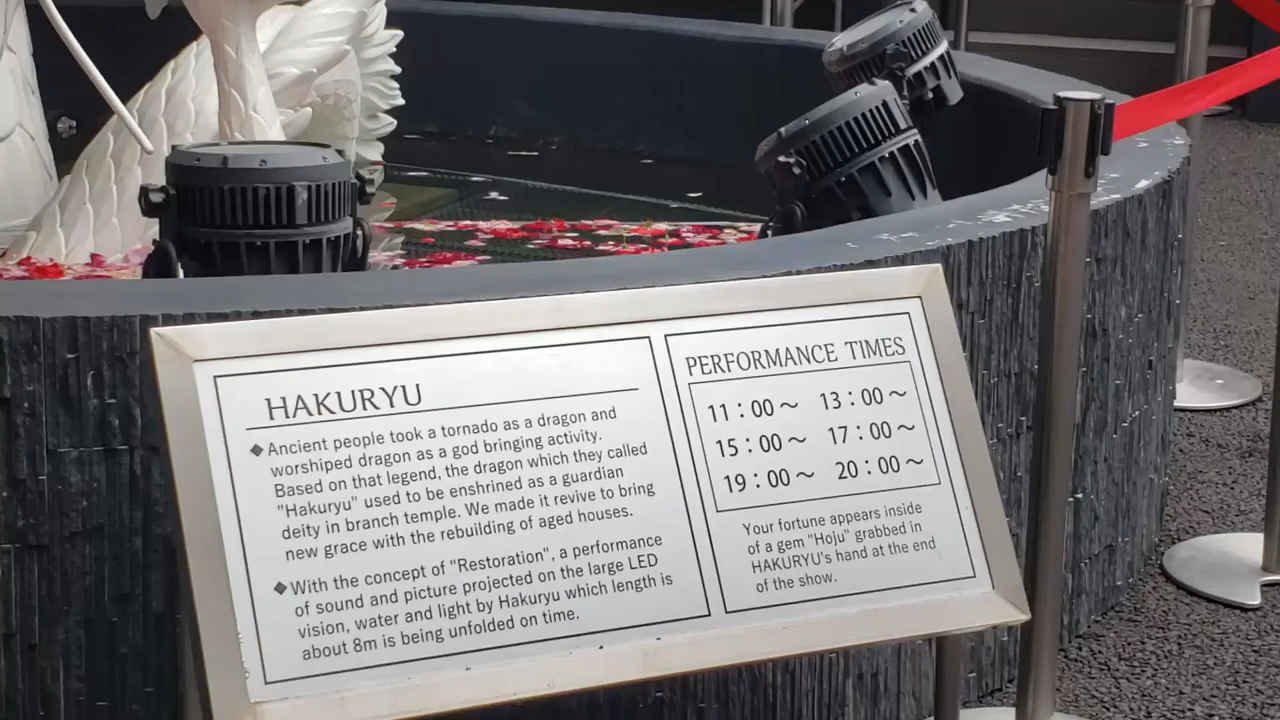 HAKURYU
◆Ancient people took a tornado as a dragon and
worshiped dragon as a god bringing activity.
Based on that legend, the dragon which they called
"Hakuryu" used to be enshrined as a guardian
deity in branch temple. We made it revive to bring
new grace with the rebuilding of aged houses.
◆With the concept of "Restoration", a performance
of sound and picture projected on the large LED
vision, water and light by Hakuryu which length is
about 8m is being unfolded on time.
PERFORMANCE TIMES
11:00~ 13:00~
15:00~ 17:00~
19:00~ 20:00~
Your fortune appears inside
of a gem "Hoju" grabbed in
HAKURYU's hand at the end
of the show.